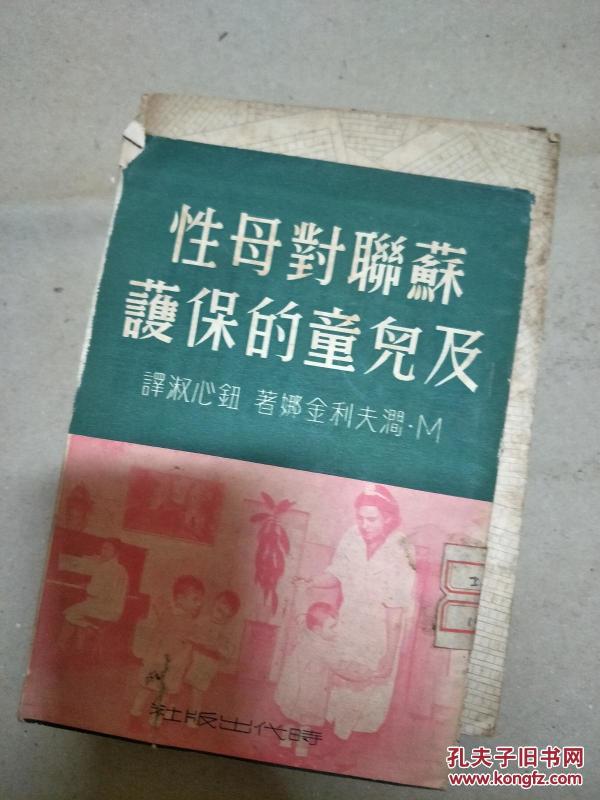 蘇聯對母性
及兒童的保護
M·澗夫利金娜著 鈕心淑譯
時代出版社
孔夫子旧书网
www.kongfz.com